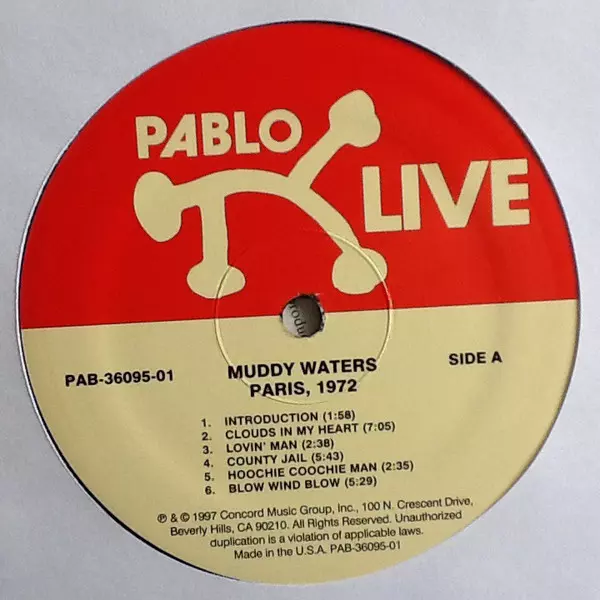 PABLO
LIVE
PAB-36095-01
MUDDY WATERS
SIDE A
PARIS, 1972
1. INTRODUCTION (1:58)
2. CLOUDS IN MY HEART (7:05)
3. LOVIN' MAN (2:38)
4. COUNTY JAIL (5:43)
5. HOOCHIE COOCHIE MAN (2:35)
6. BLOW WIND BLOW (5:29)
℗ & © 1997 Concord Music Group, Inc., 100 N. Crescent Drive,
Beverly Hills, CA 90210. All Rights Reserved. Unauthorized
duplication is a violation of applicable laws.
Made in the U.S.A. PAB-36095-01